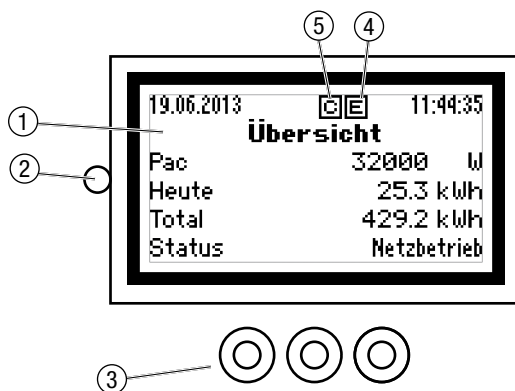 5 4
19.06.2013 C E 11:44:35
1
Übersicht
Pac 32000 W
2
Heute 25.3 kWh
Total 429.2 kWh
Status Netzbetrieb
3